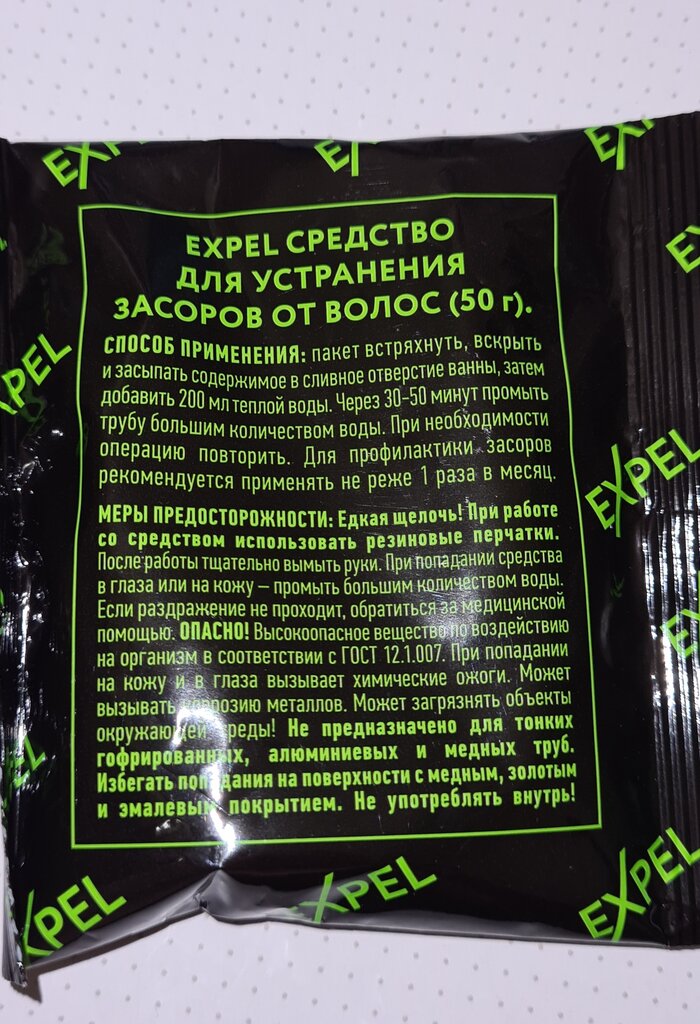 EXPEL СРЕДСТВО
ДЛЯ УСТРАНЕНИЯ
ЗАСОРОВ ОТ ВОЛОС (50 г).
СПОСОБ ПРИМЕНЕНИЯ: пакет встряхнуть, вскрыть
и засыпать содержимое в сливное отверстие ванны, затем
добавить 200 мл теплой воды. Через 30-50 минут промыть
трубу большим количеством воды. При необходимости
операцию повторить. Для профилактики засоров
рекомендуется применять не реже 1 раза в месяц.
МЕРЫ ПРЕДОСТОРОЖНОСТИ: Едкая щелочь! При работе
со средством использовать резиновые перчатки.
После работы тщательно вымыть руки. При попадании средства
в глаза или на кожу – промыть большим количеством воды.
Если раздражение не проходит, обратиться за медицинской
помощью. ОПАСНО! Высокоопасное вещество по воздействию
на организм в соответствии с ГОСТ 12.1.007. При попадании
на кожу и в глаза вызывает химические ожоги. Может
вызывать коррозию металлов. Может загрязнять объекты
окружающей среды! Не предназначено для тонких
гофрированных, алюминиевых и медных труб.
Избегать попадания на поверхности с медным, золотым
и эмалевым покрытием. Не употреблять внутрь!
EXPEL
EXPEL
EXPEL
EXPEL